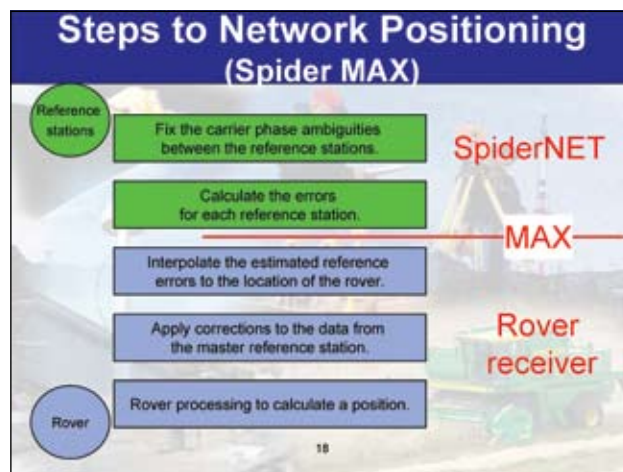 Steps to Network Positioning
(Spider MAX)
Reference
stations
Fix the carrier phase ambiguities
between the reference stations.
SpiderNET
Calculate the errors
for each reference station.
MAX
Interpolate the estimated reference
errors to the location of the rover.
Apply corrections to the data from
the master reference station.
Rover
receiver
Rover processing to calculate a position.
Rover
18